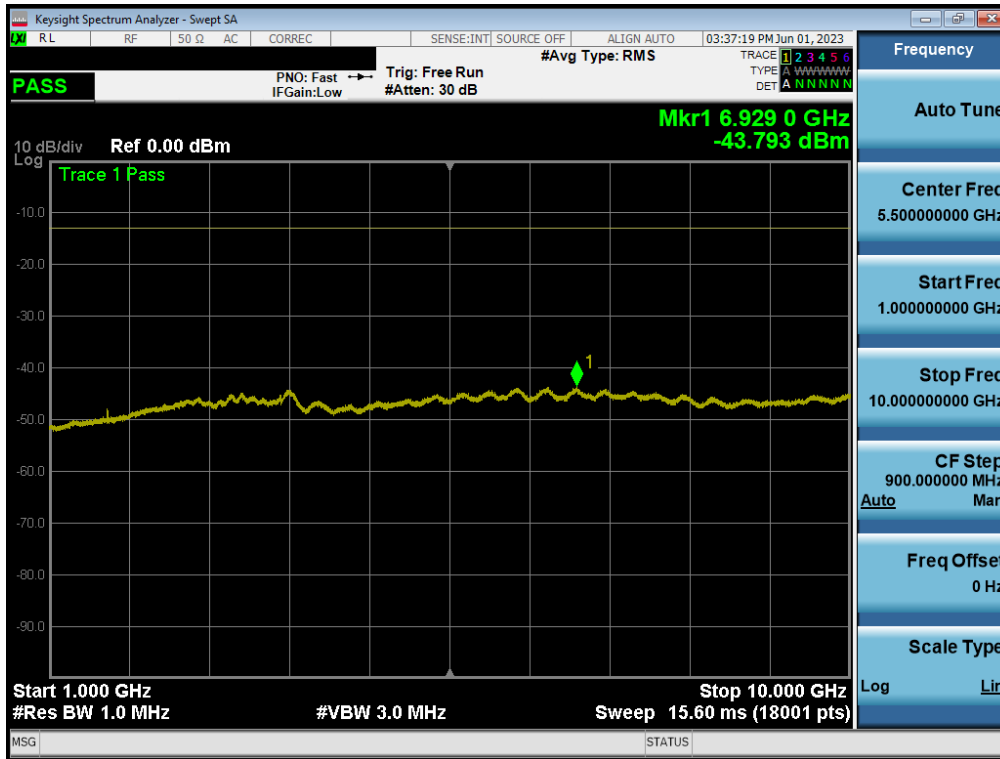 Keysight Spectrum Analyzer - Swept SA
LXI RL RF 50 Ω AC CORREC SENSE:INT SOURCE OFF ALIGN AUTO 03:37:19 PM Jun 01, 2023
#Avg Type: RMS
TRACE 1 2 3 4 5 6
PASS
PNO: Fast
Trig: Free Run
TYPE A WWWWW
IFGain:Low
#Atten: 30 dB
DET A N N N N N
Mkr1 6.929 0 GHz
-43.793 dBm
10 dB/div
Ref 0.00 dBm
Log
Trace 1 Pass
-10.0
-20.0
-30.0
-40.0
1
-50.0
-60.0
-70.0
-80.0
-90.0
Start 1.000 GHz
Stop 10.000 GHz
#Res BW 1.0 MHz
#VBW 3.0 MHz
Sweep 15.60 ms (18001 pts)
MSG
STATUS
Frequency
Auto Tune
Center Freq
5.500000000 GHz
Start Freq
1.000000000 GHz
Stop Freq
10.000000000 GHz
CF Step
900.000000 MHz
Auto Man
Freq Offset
0 Hz
Scale Type
Log Lin